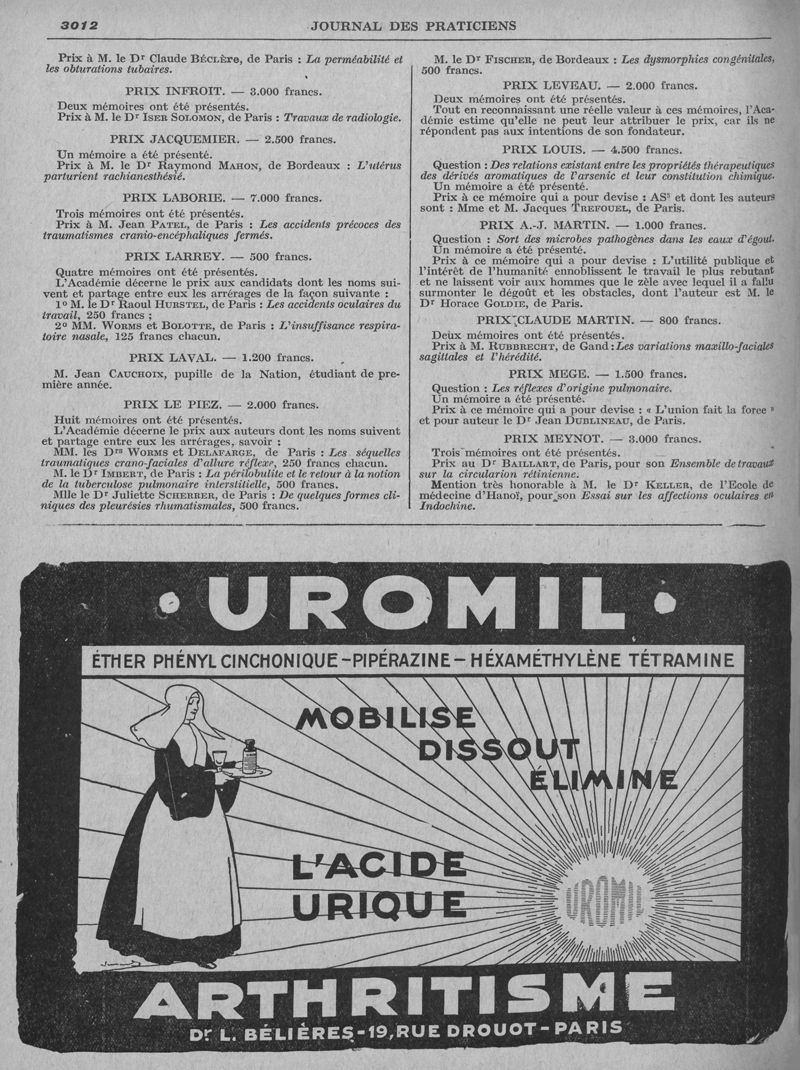 3012
JOURNAL DES PRATICIENS
Prix à M. le Dr Claude BÉCLÈRE, de Paris : La perméabilité et
les obturations tubaires.
PRIX INFROIT. — 3.000 francs.
Deux mémoires ont été présentés.
Prix à M. le Dr ISER SOLOMON, de Paris : Travaux de radiologie.
PRIX JACQUEMIER. — 2.500 francs.
Un mémoire a été présenté.
Prix à M. le Dr Raymond MAHON, de Bordeaux : L'utérus
parturient rachianesthésié.
PRIX LABORIE. — 7.000 francs.
Trois mémoires ont été présentés.
Prix à M. Jean PATEL, de Paris : Les accidents précoces des
traumatismes cranio-encéphaliques fermés.
PRIX LARREY. — 500 francs.
Quatre mémoires ont été présentés.
L'Académie décerne le prix aux candidats dont les noms sui-
vent et partage entre eux les arrérages de la façon suivante :
1o M. le Dr Raoul HURSTEL, de Paris : Les accidents oculaires du
travail, 250 francs ;
2o MM. WORMS et BOLOTTE, de Paris : L'insuffisance respira-
toire nasale, 125 francs chacun.
PRIX LAVAL. — 1.200 francs.
M. Jean CAUCHOIX, pupille de la Nation, étudiant de pre-
mière année.
PRIX LE PIEZ. — 2.000 francs.
Huit mémoires ont été présentés.
L'Académie décerne le prix aux auteurs dont les noms suivent
et partage entre eux les arrérages, savoir :
MM. les Drs WORMS et DELAFARGE, de Paris : Les séquelles
traumatiques crano-faciales d'allure réflexe, 250 francs chacun.
M. le Dr IMBERT, de Paris : La périlobulite et le retour à la notion
de la tuberculose pulmonaire interstitielle, 500 francs.
Mlle le Dr Juliette SCHERRER, de Paris : De quelques formes cli-
niques des pleurésies rhumatismales, 500 francs.
M. le Dr FISCHER, de Bordeaux : Les dysmorphies congénitales,
500 francs.
PRIX LEVEAU. — 2.000 francs.
Deux mémoires ont été présentés.
Tout en reconnaissant une réelle valeur à ces mémoires, l'Aca-
démie estime qu'elle ne peut leur attribuer le prix, car ils ne
répondent pas aux intentions de son fondateur.
PRIX LOUIS. — 4.500 francs.
Question : Des relations existant entre les propriétés thérapeutiques
des dérivés aromatiques de l'arsenic et leur constitution chimique.
Un mémoire a été présenté.
Prix à ce mémoire qui a pour devise : AS5 et dont les auteurs
sont : Mme et M. Jacques TREFOUEL, de Paris.
PRIX A.-J. MARTIN. — 1.000 francs.
Question : Sort des microbes pathogènes dans les eaux d'égout.
Un mémoire a été présenté.
Prix à ce mémoire qui a pour devise : L'utilité publique et
l'intérêt de l'humanité ennoblissent le travail le plus rebutant
et ne laissent voir aux hommes que le zèle avec lequel il a fallu
surmonter le dégoût et les obstacles, dont l'auteur est M. le
Dr Horace GOLDIE, de Paris.
PRIX CLAUDE MARTIN. — 800 francs.
Deux mémoires ont été présentés.
Prix à M. RUBBRECHT, de Gand : Les variations maxillo-faciales
sagittales et l'hérédité.
PRIX MEGE. — 1.500 francs.
Question : Les réflexes d'origine pulmonaire.
Un mémoire a été présenté.
Prix à ce mémoire qui a pour devise : « L'union fait la force »
et pour auteur le Dr Jean DUBLINEAU, de Paris.
PRIX MEYNOT. — 3.000 francs.
Trois mémoires ont été présentés.
Prix au Dr BAILLART, de Paris, pour son Ensemble de travaux
sur la circularion rétinienne.
Mention très honorable à M. le Dr KELLER, de l'Ecole de
médecine d'Hanoï, pour son Essai sur les affections oculaires en
Indochine.
· UROMIL ·
ÉTHER PHÉNYL CINCHONIQUE – PIPÉRAZINE – HÉXAMÉTHYLÈNE TÉTRAMINE
MOBILISE
DISSOUT
ÉLIMINE
L'ACIDE
URIQUE
UROMIL
ARTHRITISME
Dr L. BÉLIÈRES - 19, RUE DROUOT - PARIS